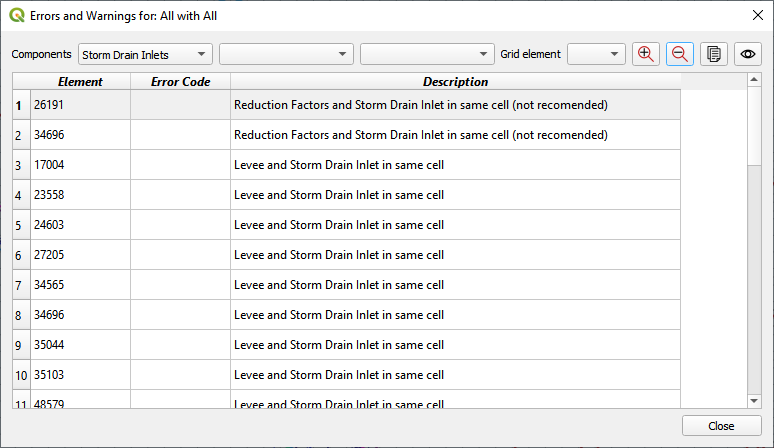 Errors and Warnings for: All with All
Components Storm Drain Inlets Grid element
Element Error Code Description
1 26191 Reduction Factors and Storm Drain Inlet in same cell (not recomended)
2 34696 Reduction Factors and Storm Drain Inlet in same cell (not recomended)
3 17004 Levee and Storm Drain Inlet in same cell
4 23558 Levee and Storm Drain Inlet in same cell
5 24603 Levee and Storm Drain Inlet in same cell
6 27205 Levee and Storm Drain Inlet in same cell
7 34565 Levee and Storm Drain Inlet in same cell
8 34696 Levee and Storm Drain Inlet in same cell
9 35044 Levee and Storm Drain Inlet in same cell
10 35103 Levee and Storm Drain Inlet in same cell
11 48579 Levee and Storm Drain Inlet in same cell
Close